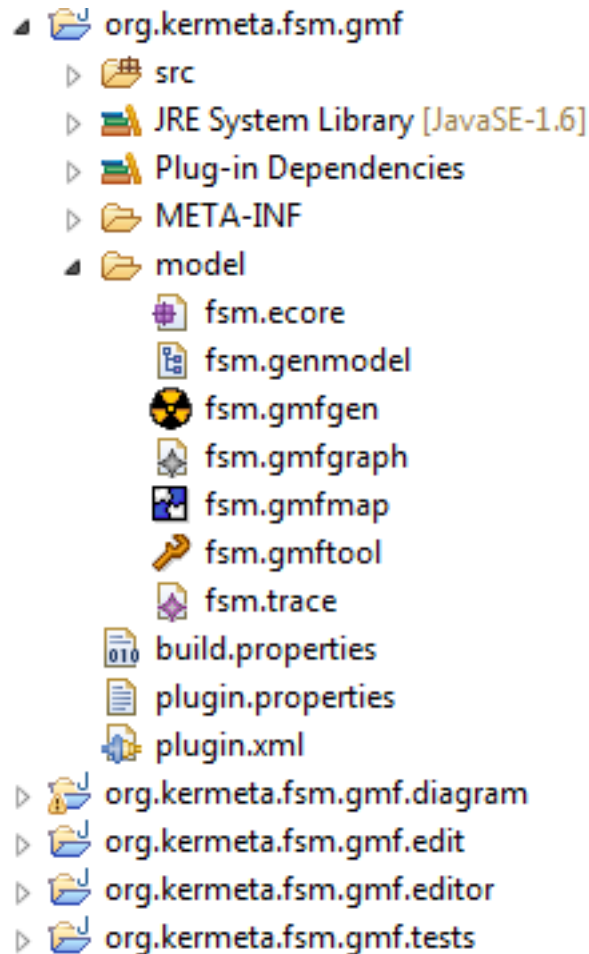 org.kermeta.fsm.gmf
src
JRE System Library [JavaSE-1.6]
Plug-in Dependencies
META-INF
model
fsm.ecore
fsm.genmodel
fsm.gmfgen
fsm.gmfgraph
fsm.gmfmap
fsm.gmftool
fsm.trace
010 build.properties
plugin.properties
plugin.xml
org.kermeta.fsm.gmf.diagram
org.kermeta.fsm.gmf.edit
org.kermeta.fsm.gmf.editor
org.kermeta.fsm.gmf.tests